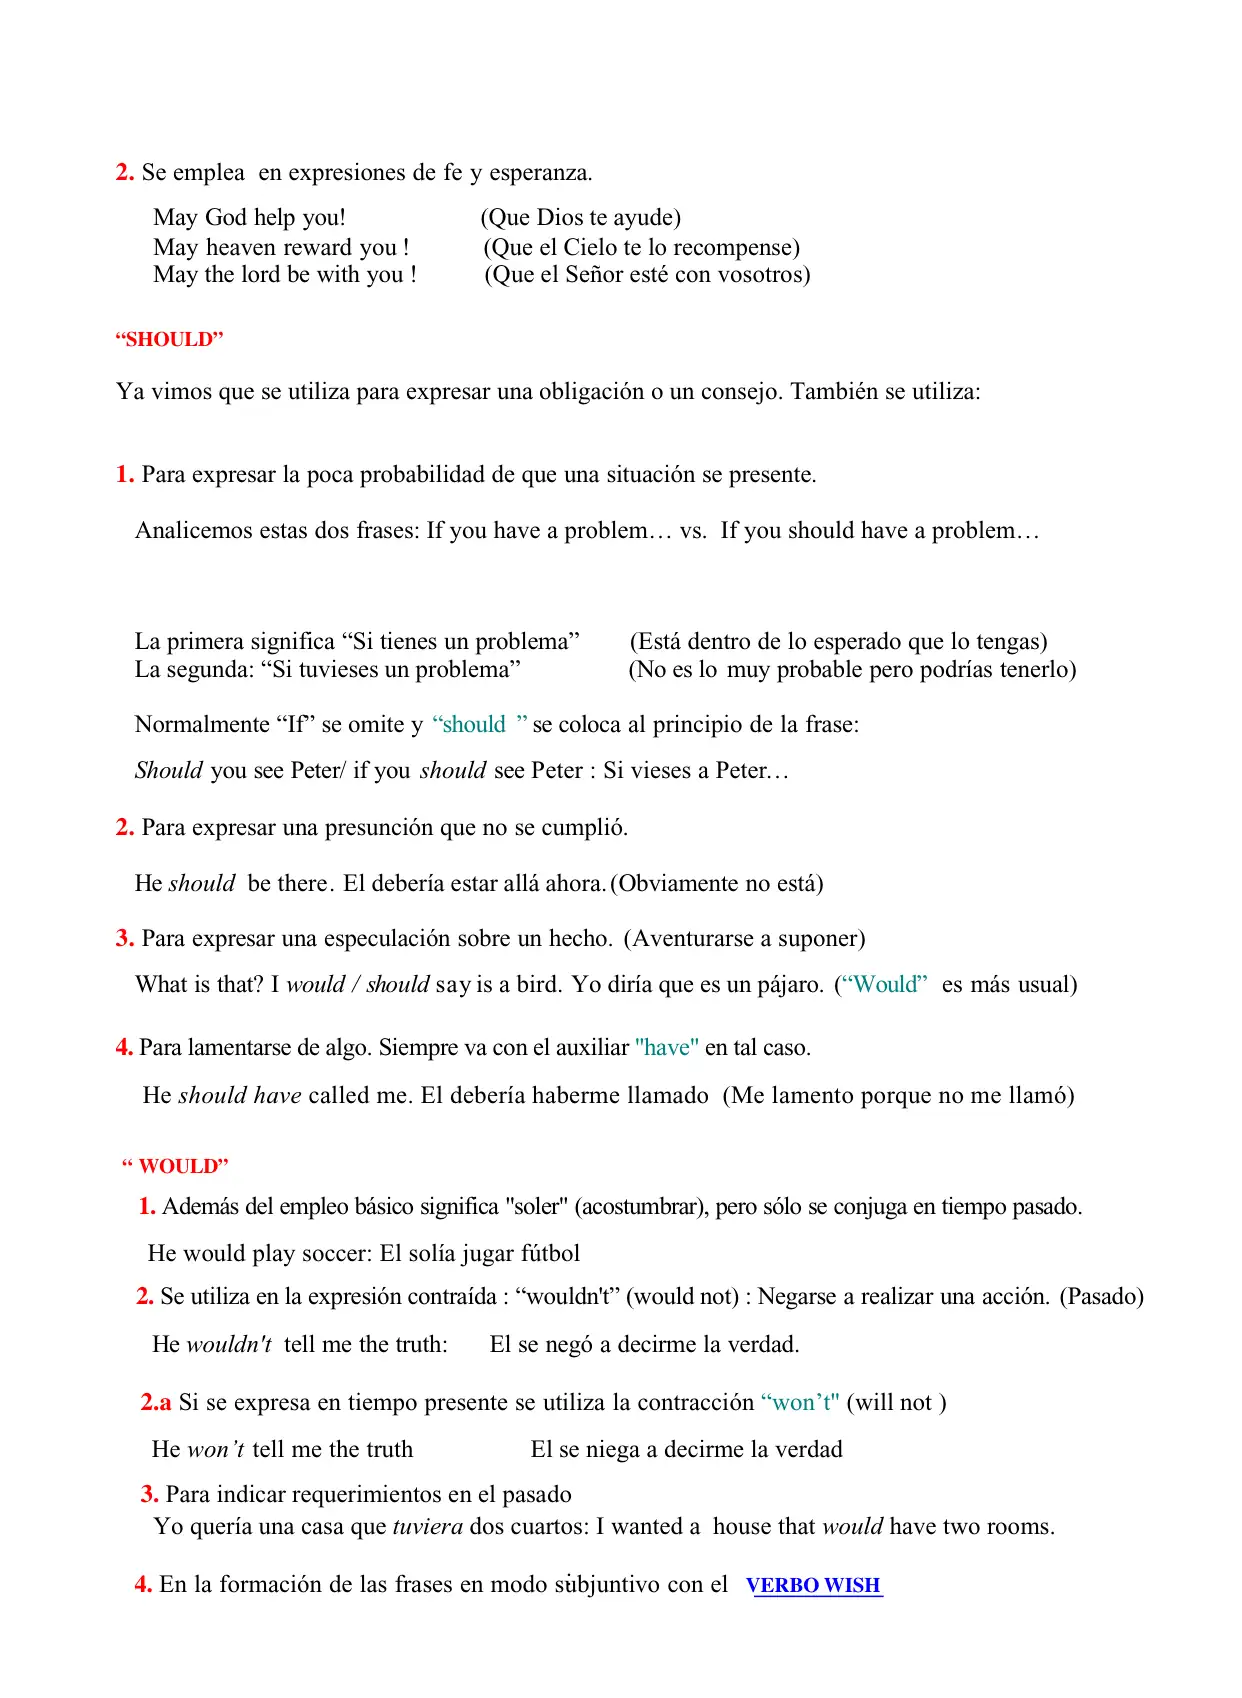 2. Se emplea en expresiones de fe y esperanza.
May God help you! (Que Dios te ayude)
May heaven reward you ! (Que el Cielo te lo recompense)
May the lord be with you ! (Que el Señor esté con vosotros)
“SHOULD”
Ya vimos que se utiliza para expresar una obligación o un consejo. También se utiliza:
1. Para expresar la poca probabilidad de que una situación se presente.
Analicemos estas dos frases: If you have a problem… vs. If you should have a problem…
La primera significa “Si tienes un problema” (Está dentro de lo esperado que lo tengas)
La segunda: “Si tuvieses un problema” (No es lo muy probable pero podrías tenerlo)
Normalmente “If” se omite y “should ” se coloca al principio de la frase:
Should you see Peter/ if you should see Peter : Si vieses a Peter…
2. Para expresar una presunción que no se cumplió.
He should be there. El debería estar allá ahora. (Obviamente no está)
3. Para expresar una especulación sobre un hecho. (Aventurarse a suponer)
What is that? I would / should say is a bird. Yo diría que es un pájaro. (“Would” es más usual)
4. Para lamentarse de algo. Siempre va con el auxiliar "have" en tal caso.
He should have called me. El debería haberme llamado (Me lamento porque no me llamó)
“ WOULD”
1. Además del empleo básico significa "soler" (acostumbrar), pero sólo se conjuga en tiempo pasado.
He would play soccer: El solía jugar fútbol
2. Se utiliza en la expresión contraída : “wouldn't” (would not) : Negarse a realizar una acción. (Pasado)
He wouldn't tell me the truth: El se negó a decirme la verdad.
2.a Si se expresa en tiempo presente se utiliza la contracción “won’t" (will not )
He won’t tell me the truth El se niega a decirme la verdad
3. Para indicar requerimientos en el pasado
Yo quería una casa que tuviera dos cuartos: I wanted a house that would have two rooms.
4. En la formación de las frases en modo subjuntivo con el VERBO WISH